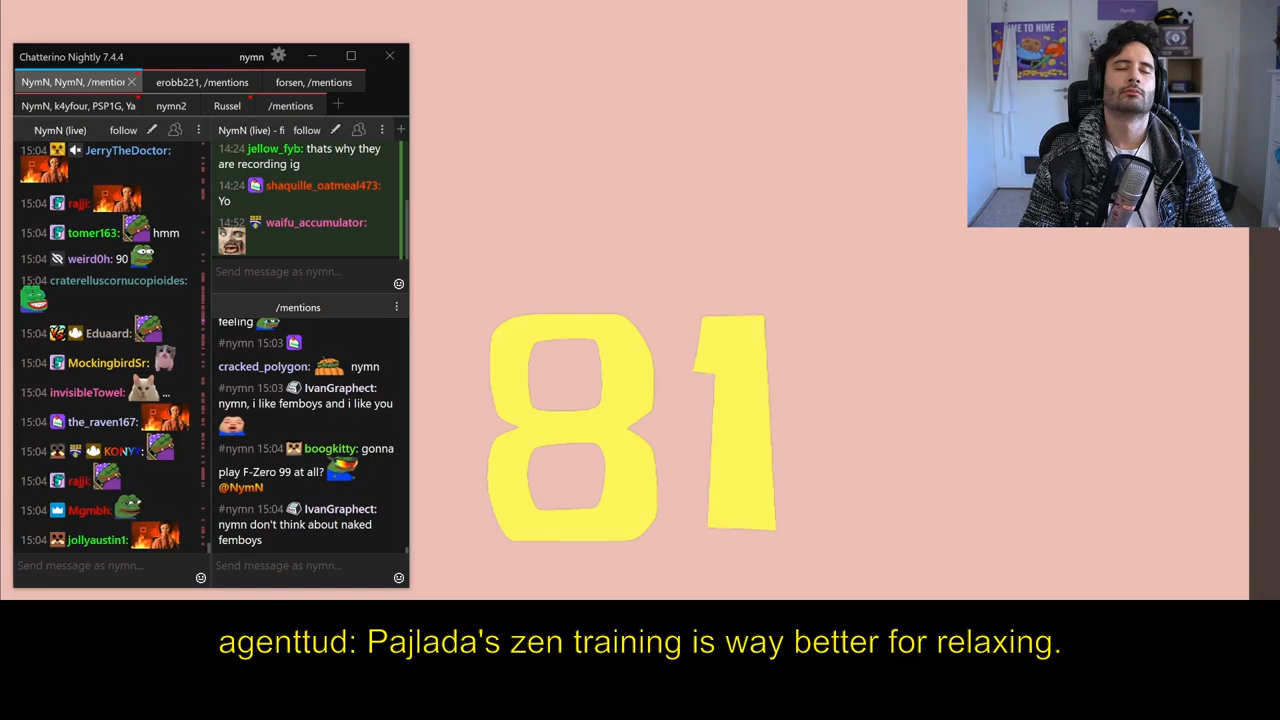 Chatterino Nightly 7.4.4
nymn
NymN, NymN, /mentio
erobb221, /mentions
forsen, /mentions
NymN, k4yfour, PSP1G, Ya
nymn2
Russel
/mentions
NymN (live)
follow
15:04 JerryTheDoctor:
15:04 rajji:
15:04 tomer163: hmm
15:04 weird0h: 90
15:04 craterelluscornucopioides:
15:04 Eduaard:
15:04 MockingbirdSr:
15:04 invisibleTowel: ...
15:04 the_raven167:
15:04 KONY :
15:04 rajji:
15:04 Mgmbh:
15:04 jollyaustin1:
Send message as nymn...
NymN (live) - fi
follow
14:24 jellow_fyb: thats why they
are recording ig
14:24 shaquille_oatmeal473:
Yo
14:52 waifu_accumulator:
Send message as nymn...
/mentions
feeling
#nymn 15:03
cracked_polygon: nymn
#nymn 15:03 IvanGraphect:
nymn, i like femboys and i like you
#nymn 15:04 boogkitty: gonna
play F-Zero 99 at all?
@NymN
#nymn 15:04 IvanGraphect:
nymn don't think about naked
femboys
Send message as nymn...
81
IME TO NIME
NymN
agenttud: Pajlada's zen training is way better for relaxing.